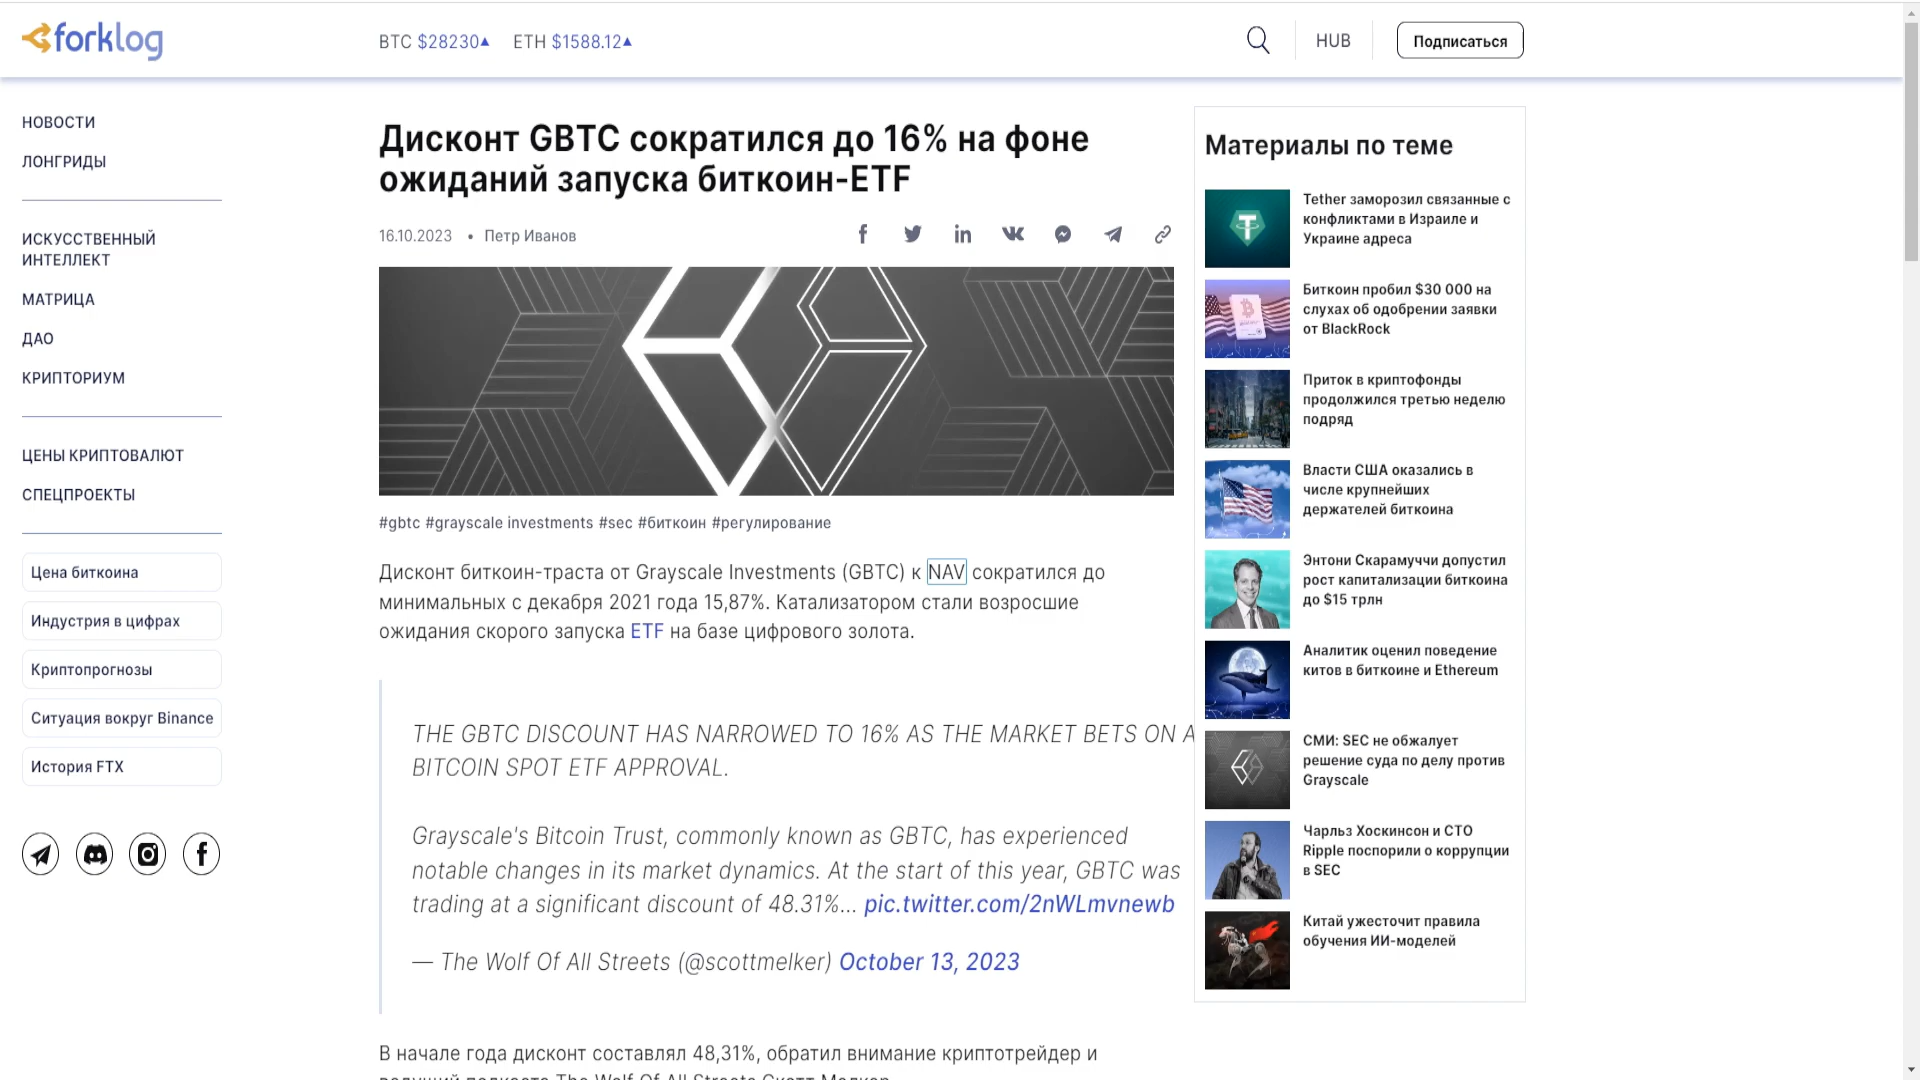 forklog
BTC $28230▲ ETH $1588.12▲
HUB
Подписаться
НОВОСТИ
ЛОНГРИДЫ
ИСКУССТВЕННЫЙ
ИНТЕЛЛЕКТ
МАТРИЦА
ДАО
КРИПТОРИУМ
ЦЕНЫ КРИПТОВАЛЮТ
СПЕЦПРОЕКТЫ
Цена биткоина
Индустрия в цифрах
Криптопрогнозы
Ситуация вокруг Binance
История FTX
Дисконт GBTC сократился до 16% на фоне
ожиданий запуска биткоин-ETF
16.10.2023 • Петр Иванов
#gbtc #grayscale investments #sec #биткоин #регулирование
Дисконт биткоин-траста от Grayscale Investments (GBTC) к NAV сократился до
минимальных с декабря 2021 года 15,87%. Катализатором стали возросшие
ожидания скорого запуска ETF на базе цифрового золота.
THE GBTC DISCOUNT HAS NARROWED TO 16% AS THE MARKET BETS ON A
BITCOIN SPOT ETF APPROVAL.
Grayscale's Bitcoin Trust, commonly known as GBTC, has experienced
notable changes in its market dynamics. At the start of this year, GBTC was
trading at a significant discount of 48.31%... pic.twitter.com/2nWLmvnewb
— The Wolf Of All Streets (@scottmelker) October 13, 2023
В начале года дисконт составлял 48,31%, обратил внимание криптотрейдер и
ведущий подкаста The Wolf Of All Streets Скотт Мелкер.
Материалы по теме
Tether заморозил связанные с
конфликтами в Израиле и
Украине адреса
Биткоин пробил $30 000 на
слухах об одобрении заявки
от BlackRock
Приток в криптофонды
продолжился третью неделю
подряд
Власти США оказались в
числе крупнейших
держателей биткоина
Энтони Скарамуччи допустил
рост капитализации биткоина
до $15 трлн
Аналитик оценил поведение
китов в биткоине и Ethereum
СМИ: SEC не обжалует
решение суда по делу против
Grayscale
Чарльз Хоскинсон и CTO
Ripple поспорили о коррупции
в SEC
Китай ужесточит правила
обучения ИИ-моделей